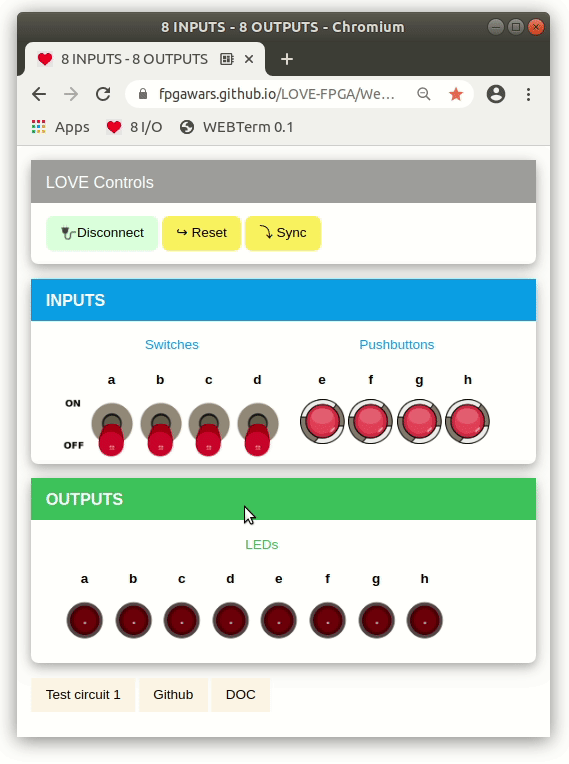 8 INPUTS - 8 OUTPUTS - Chromium
8 INPUTS - 8 OUTPUTS
fpgawars.github.io/LOVE-FPGA/We...
Apps 8 I/O WEBTerm 0.1
LOVE Controls
Disconnect ↪ Reset ⤵ Sync
INPUTS
Switches Pushbuttons
a b c d e f g h
ON
OFF
OUTPUTS
LEDs
a b c d e f g h
Test circuit 1 Github DOC